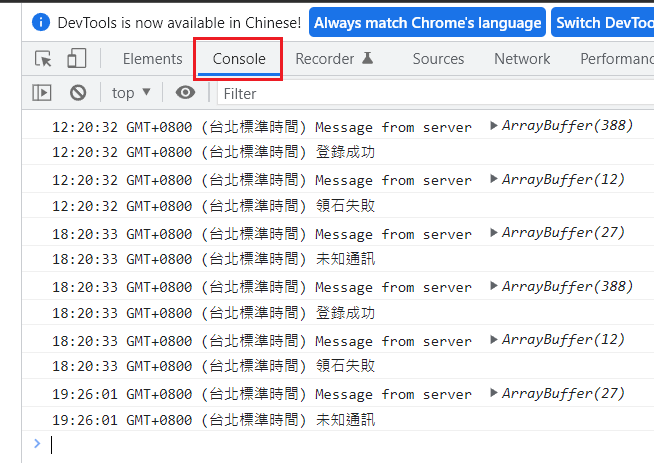 DevTools is now available in Chinese! Always match Chrome's language Switch DevToo
Elements Console Recorder Sources Network Performanc
top Filter
12:20:32 GMT+0800 (台北標準時間) Message from server ArrayBuffer(388)
12:20:32 GMT+0800 (台北標準時間) 登錄成功
12:20:32 GMT+0800 (台北標準時間) Message from server ArrayBuffer(12)
12:20:32 GMT+0800 (台北標準時間) 領石失敗
18:20:33 GMT+0800 (台北標準時間) Message from server ArrayBuffer(27)
18:20:33 GMT+0800 (台北標準時間) 未知通訊
18:20:33 GMT+0800 (台北標準時間) Message from server ArrayBuffer(388)
18:20:33 GMT+0800 (台北標準時間) 登錄成功
18:20:33 GMT+0800 (台北標準時間) Message from server ArrayBuffer(12)
18:20:33 GMT+0800 (台北標準時間) 領石失敗
19:26:01 GMT+0800 (台北標準時間) Message from server ArrayBuffer(27)
19:26:01 GMT+0800 (台北標準時間) 未知通訊